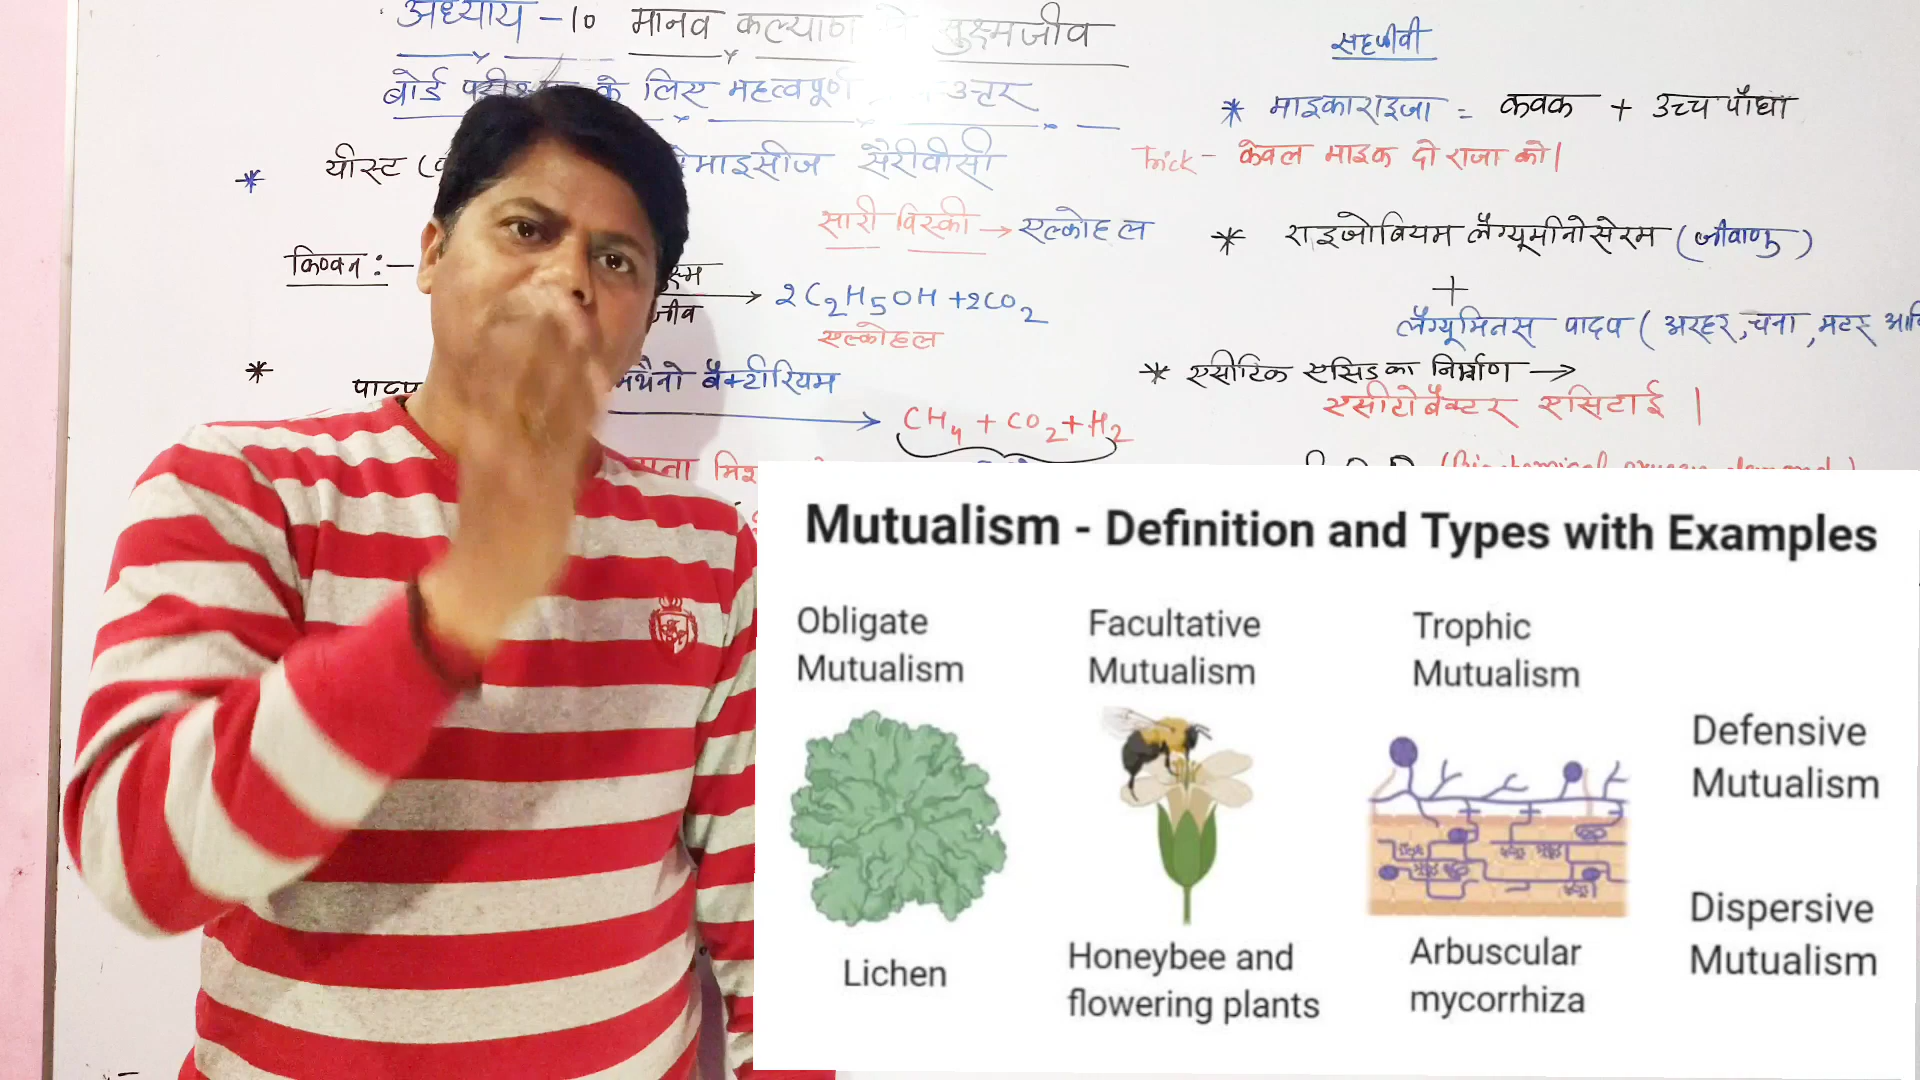 अध्याय - 10 मानव कल्याण में सुक्ष्मजीव
बोर्ड परीक्षा के लिए महत्वपूर्ण उत्तर
* यीस्ट ( माइसीज सैरीवीसी
सारी विस्की → एल्कोहल
किण्वन :-
जीव → 2C2H5OH + 2CO2
एल्कोहल
* पादप मिथैनो बैक्टीरियम
→ CH4 + CO2 + H2
सहजीवी
* माइकाराइजा = कवक + उच्च पौधा
Trick - केवल माइक दो राजा को।
* राइजोबियम लैग्यूमीनोसेरम (जीवाणु)
+
लैग्यूमिनस पादप ( अरहर, चना, मटर
* एसीटिक एसिड का निर्माण →
एसीटोबैक्टर एसिटाई।
Mutualism - Definition and Types with Examples
Obligate
Mutualism
Facultative
Mutualism
Trophic
Mutualism
Defensive
Mutualism
Dispersive
Mutualism
Lichen
Honeybee and
flowering plants
Arbuscular
mycorrhiza